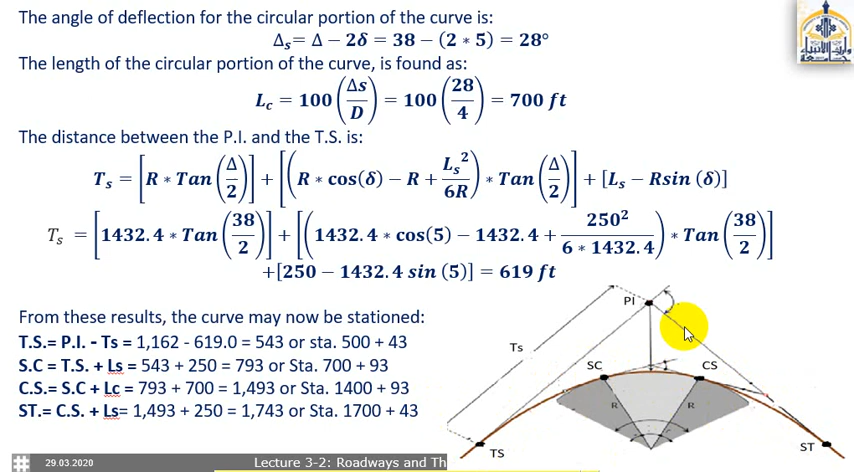 The angle of deflection for the circular portion of the curve is:
Δs= Δ − 2δ = 38 − (2 * 5) = 28°
The length of the circular portion of the curve, is found as:
Lc = 100 (Δs/D) = 100 (28/4) = 700 ft
The distance between the P.I. and the T.S. is:
Ts = [R * Tan (Δ/2)] + [(R * cos(δ) − R + Ls²/6R) * Tan (Δ/2)] + [Ls − Rsin (δ)]
Ts = [1432.4 * Tan (38/2)] + [(1432.4 * cos(5) − 1432.4 + 250²/6 * 1432.4) * Tan (38/2)]
+[250 − 1432.4 sin (5)] = 619 ft
From these results, the curve may now be stationed:
T.S.= P.I. - Ts = 1,162 - 619.0 = 543 or sta. 500 + 43
S.C = T.S. + Ls = 543 + 250 = 793 or Sta. 700 + 93
C.S.= S.C + Lc = 793 + 700 = 1,493 or Sta. 1400 + 93
ST.= C.S. + Ls= 1,493 + 250 = 1,743 or Sta. 1700 + 43
PI
Ts
SC
CS
R
R
TS
ST
#
29.03.2020
Lecture 3-2: Roadways and Th